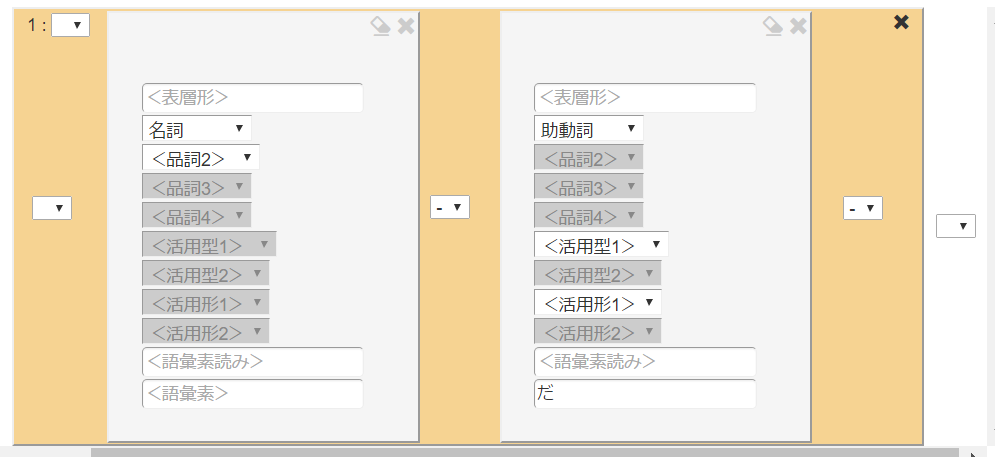 1 :
<表層形>
名詞
<品詞2>
<品詞3>
<品詞4>
<活用型1>
<活用型2>
<活用形1>
<活用形2>
<語彙素読み>
<語彙素>
-
<表層形>
助動詞
<品詞2>
<品詞3>
<品詞4>
<活用型1>
<活用型2>
<活用形1>
<活用形2>
<語彙素読み>
だ
-